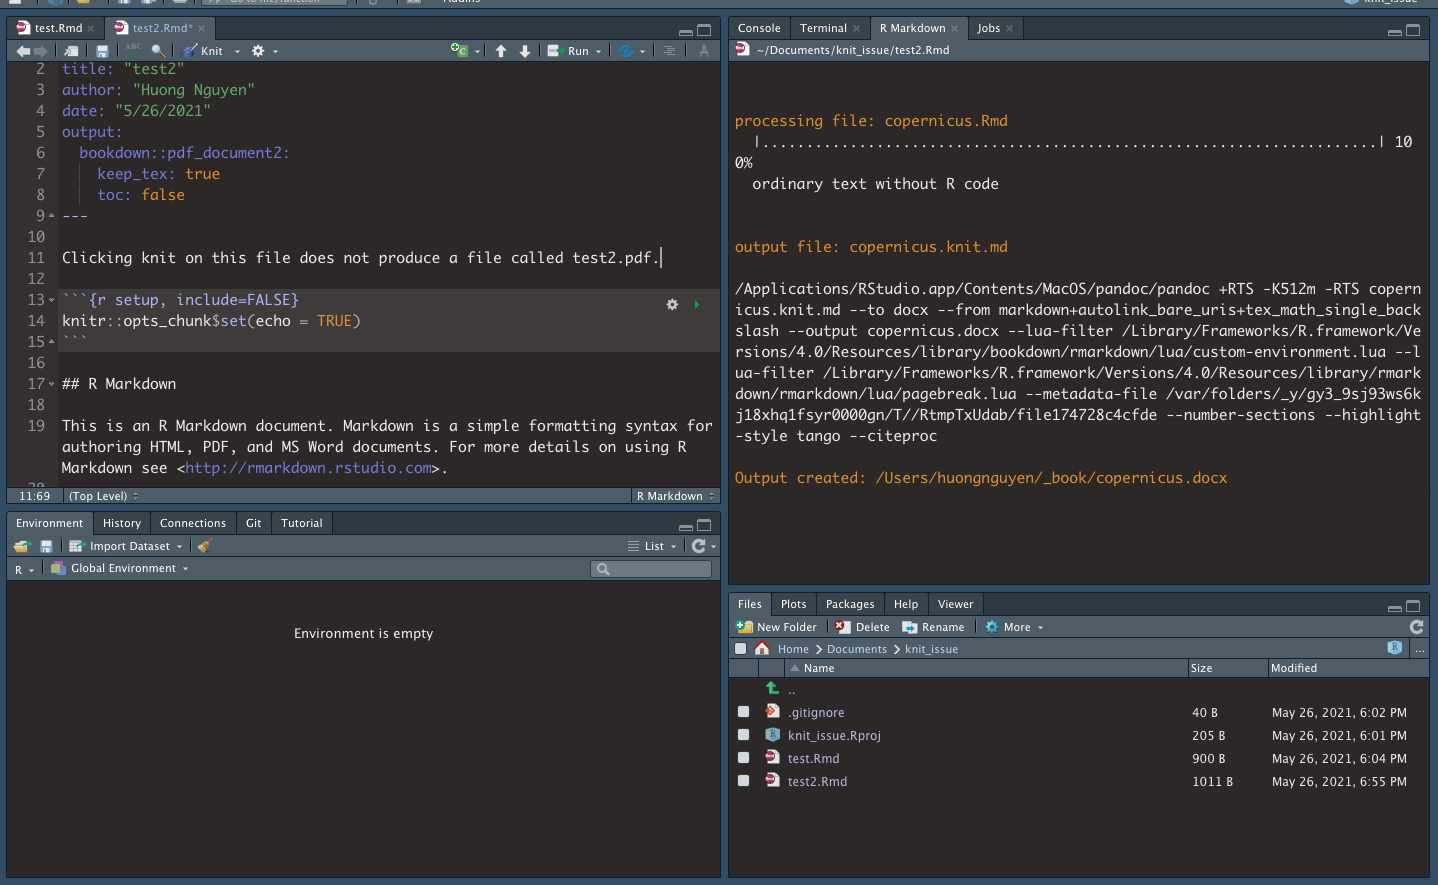 Go to file/function
Addins
knit_issue
test.Rmd
test2.Rmd*
ABC
Knit
Run
2 title: "test2"
3 author: "Huong Nguyen"
4 date: "5/26/2021"
5 output:
6 bookdown::pdf_document2:
7 keep_tex: true
8 toc: false
9 ---
10
11 Clicking knit on this file does not produce a file called test2.pdf.
12
13 ```{r setup, include=FALSE}
14 knitr::opts_chunk$set(echo = TRUE)
15 ```
16
17 ## R Markdown
18
19 This is an R Markdown document. Markdown is a simple formatting syntax for
authoring HTML, PDF, and MS Word documents. For more details on using R
Markdown see <http://rmarkdown.rstudio.com>.
20
11:69 (Top Level) R Markdown
Environment History Connections Git Tutorial
Import Dataset List
R Global Environment
Environment is empty
Console Terminal R Markdown Jobs
~/Documents/knit_issue/test2.Rmd
processing file: copernicus.Rmd
|......................................................................| 10
0%
ordinary text without R code
output file: copernicus.knit.md
/Applications/RStudio.app/Contents/MacOS/pandoc/pandoc +RTS -K512m -RTS copern
icus.knit.md --to docx --from markdown+autolink_bare_uris+tex_math_single_back
slash --output copernicus.docx --lua-filter /Library/Frameworks/R.framework/Ve
rsions/4.0/Resources/library/bookdown/rmarkdown/lua/custom-environment.lua --l
ua-filter /Library/Frameworks/R.framework/Versions/4.0/Resources/library/rmark
down/rmarkdown/lua/pagebreak.lua --metadata-file /var/folders/_y/gy3_9sj93ws6k
j18xhq1fsyr0000gn/T//RtmpTxUdab/file174728c4cfde --number-sections --highlight
-style tango --citeproc
Output created: /Users/huongnguyen/_book/copernicus.docx
Files Plots Packages Help Viewer
New Folder Delete Rename More
Home Documents knit_issue
Name Size Modified
..
.gitignore 40 B May 26, 2021, 6:02 PM
knit_issue.Rproj 205 B May 26, 2021, 6:01 PM
test.Rmd 900 B May 26, 2021, 6:04 PM
test2.Rmd 1011 B May 26, 2021, 6:55 PM